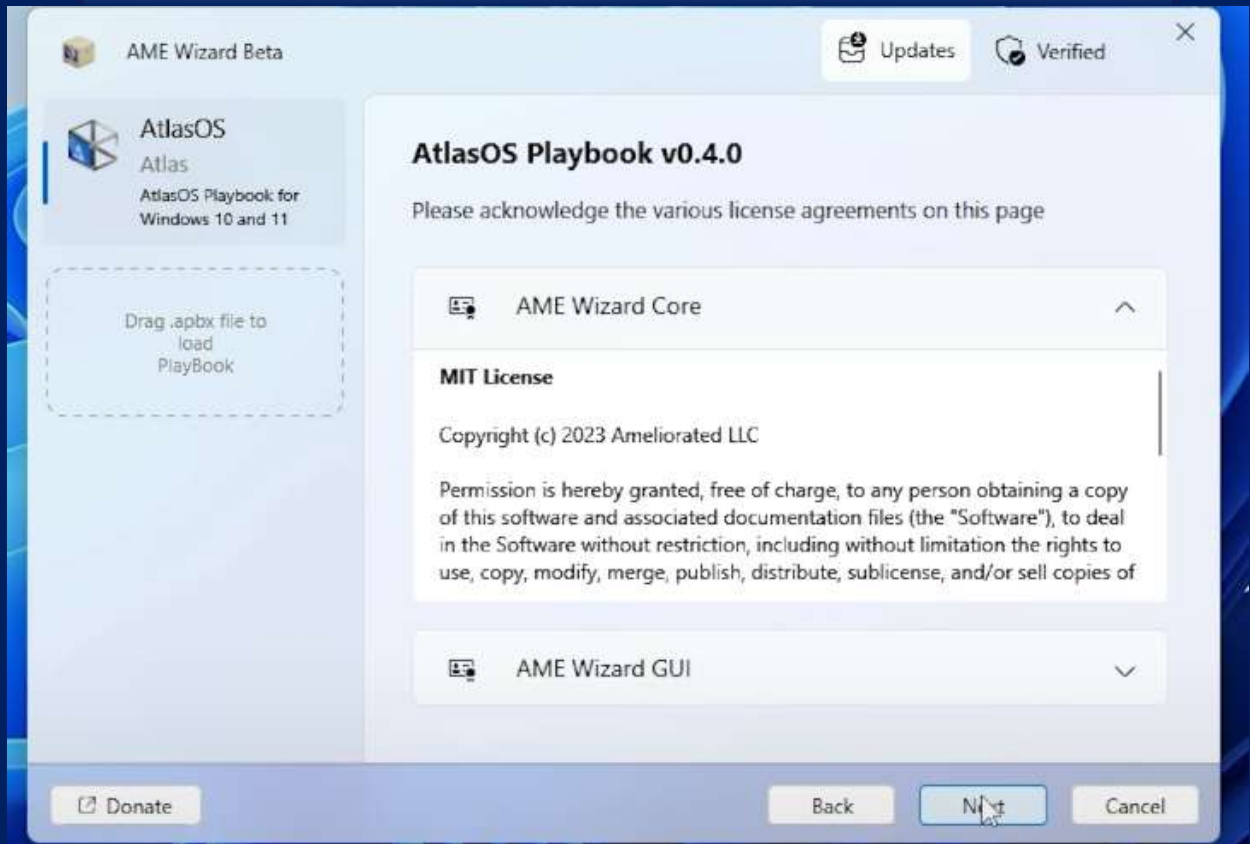 AME Wizard Beta
Updates
Verified
AtlasOS
Atlas
AtlasOS Playbook for
Windows 10 and 11
Drag .apbx file to
load
PlayBook
AtlasOS Playbook v0.4.0
Please acknowledge the various license agreements on this page
AME Wizard Core
MIT License
Copyright (c) 2023 Ameliorated LLC
Permission is hereby granted, free of charge, to any person obtaining a copy
of this software and associated documentation files (the "Software"), to deal
in the Software without restriction, including without limitation the rights to
use, copy, modify, merge, publish, distribute, sublicense, and/or sell copies of
AME Wizard GUI
Donate
Back
Next
Cancel